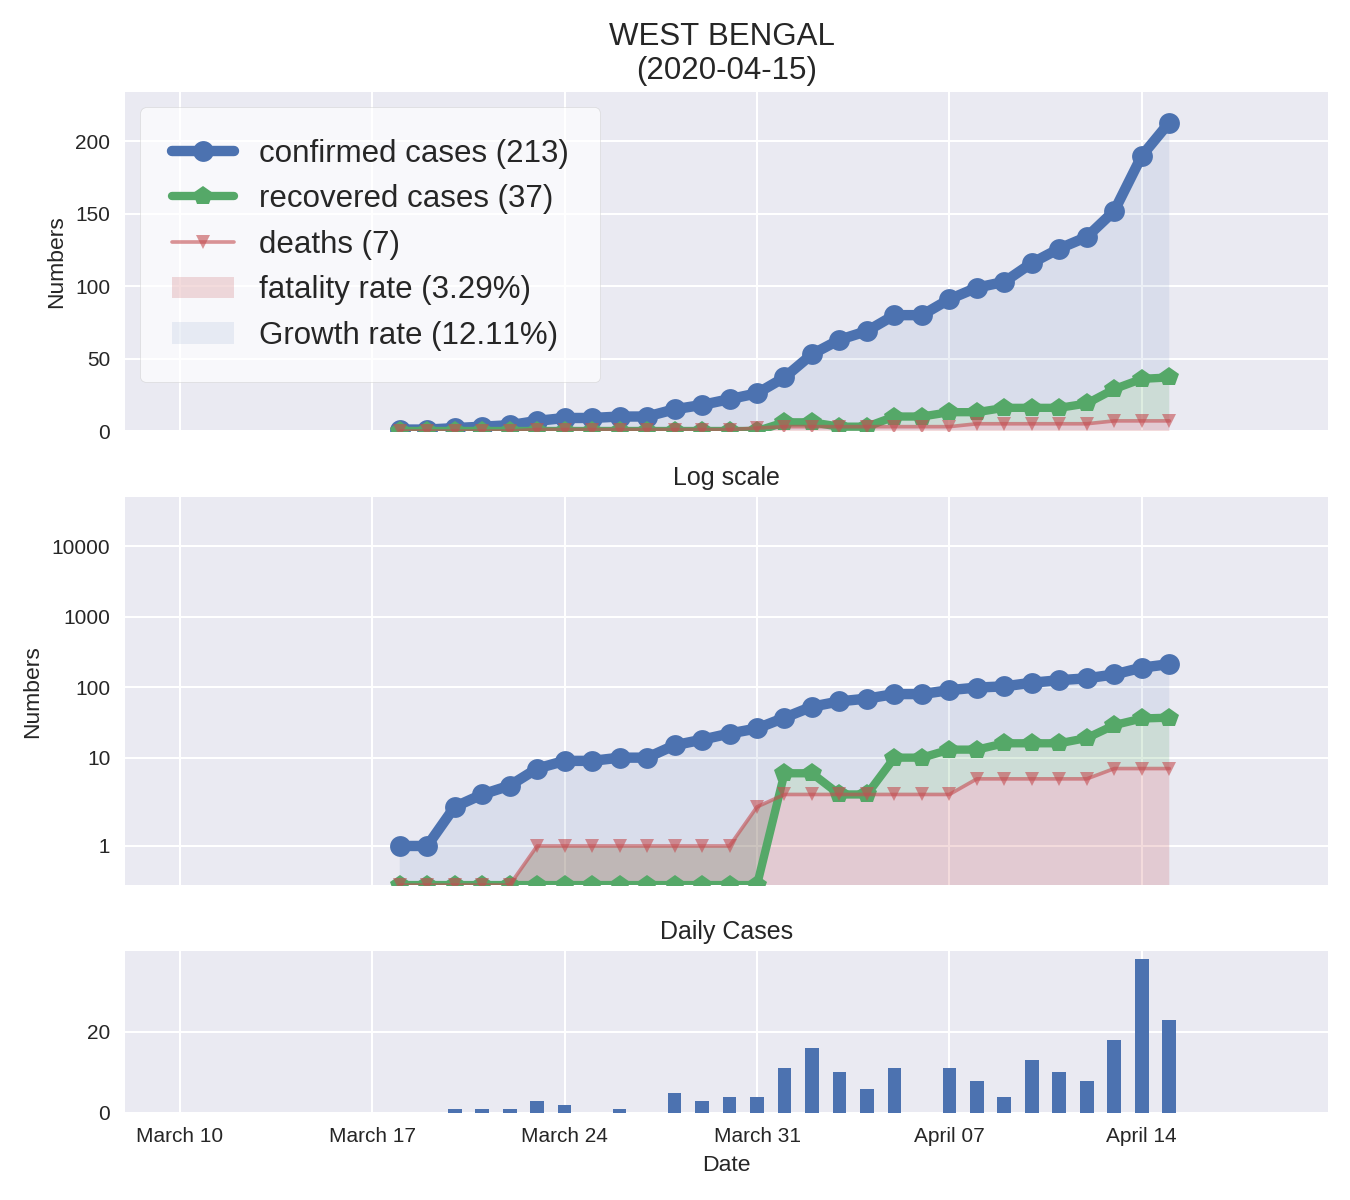 WEST BENGAL
(2020-04-15)
confirmed cases (213)
recovered cases (37)
deaths (7)
fatality rate (3.29%)
Growth rate (12.11%)
Numbers
200
150
100
50
0
Log scale
Numbers
10000
1000
100
10
1
Daily Cases
20
0
March 10 March 17 March 24 March 31 April 07 April 14
Date